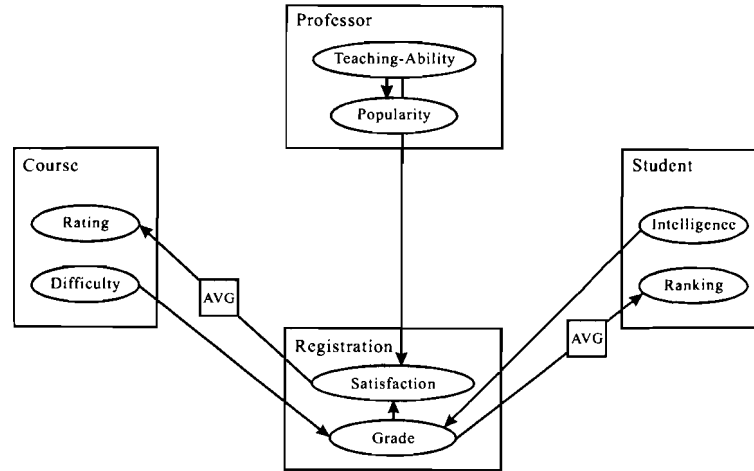 Professor
Teaching-Ability
Popularity
Course
Rating
Difficulty
AVG
Student
Intelligence
Ranking
AVG
Registration
Satisfaction
Grade